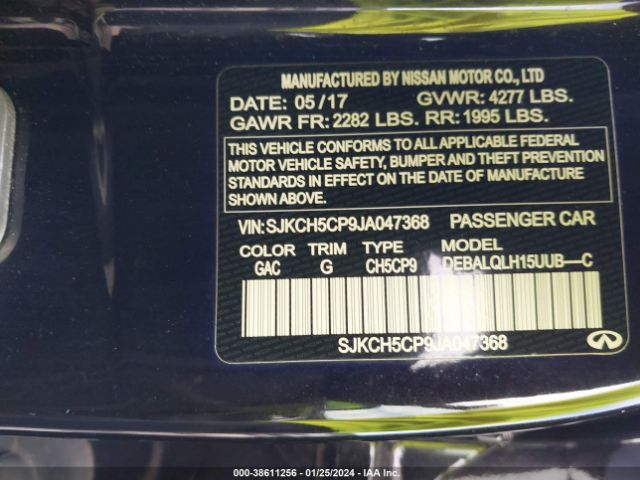 MANUFACTURED BY NISSAN MOTOR CO., LTD
DATE: 05/17 GVWR: 4277 LBS.
GAWR FR: 2282 LBS. RR: 1995 LBS.
THIS VEHICLE CONFORMS TO ALL APPLICABLE FEDERAL
MOTOR VEHICLE SAFETY, BUMPER AND THEFT PREVENTION
STANDARDS IN EFFECT ON THE DATE OF MANUFACTURE
SHOWN ABOVE.
VIN: SJKCH5CP9JA047368 PASSENGER CAR
COLOR TRIM TYPE MODEL
GAC G CH5CP9 DEBALQLH15UUB—C
SJKCH5CP9JA047368
000-38611256 - 01/25/2024 - IAA Inc.